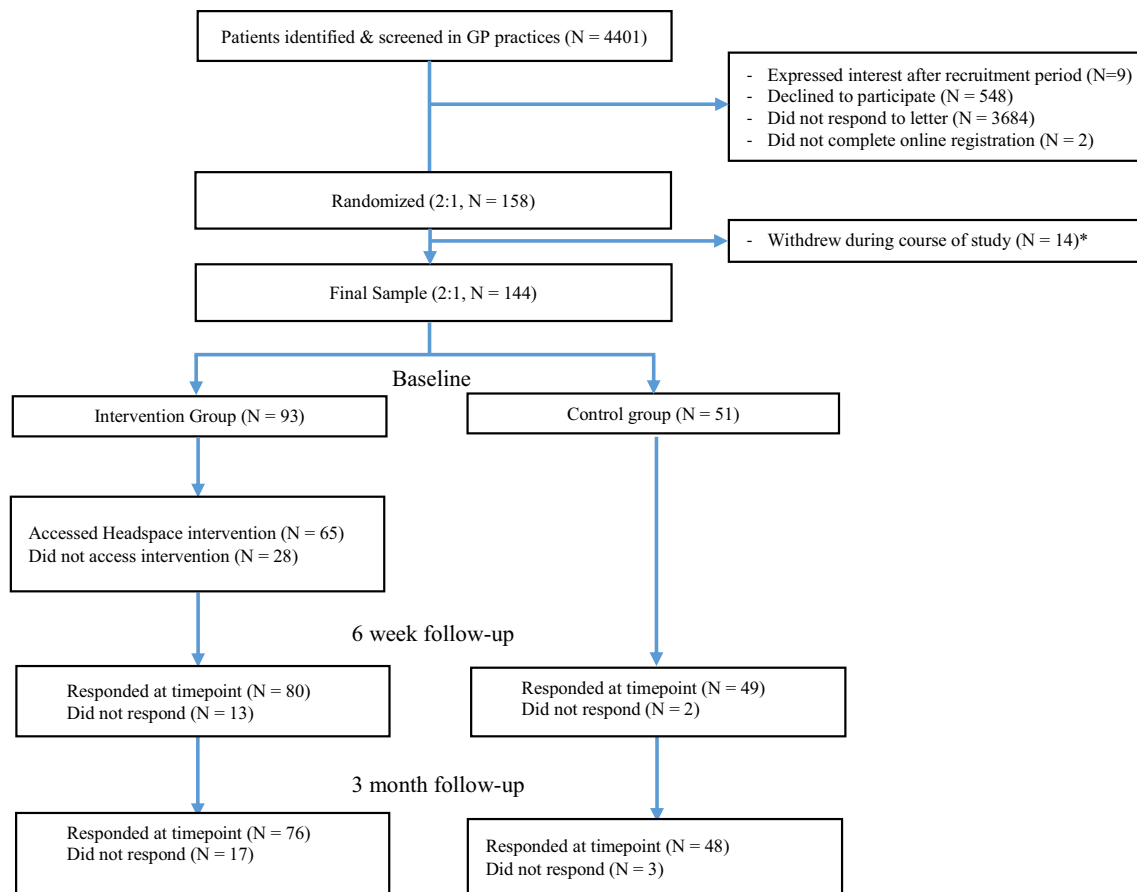 Patients identified & screened in GP practices (N = 4401)
- Expressed interest after recruitment period (N=9)
- Declined to participate (N = 548)
- Did not respond to letter (N = 3684)
- Did not complete online registration (N = 2)
Randomized (2:1, N = 158)
- Withdrew during course of study (N = 14)*
Final Sample (2:1, N = 144)
Baseline
Intervention Group (N = 93)
Control group (N = 51)
Accessed Headspace intervention (N = 65)
Did not access intervention (N = 28)
6 week follow-up
Responded at timepoint (N = 80)
Did not respond (N = 13)
Responded at timepoint (N = 49)
Did not respond (N = 2)
3 month follow-up
Responded at timepoint (N = 76)
Did not respond (N = 17)
Responded at timepoint (N = 48)
Did not respond (N = 3)